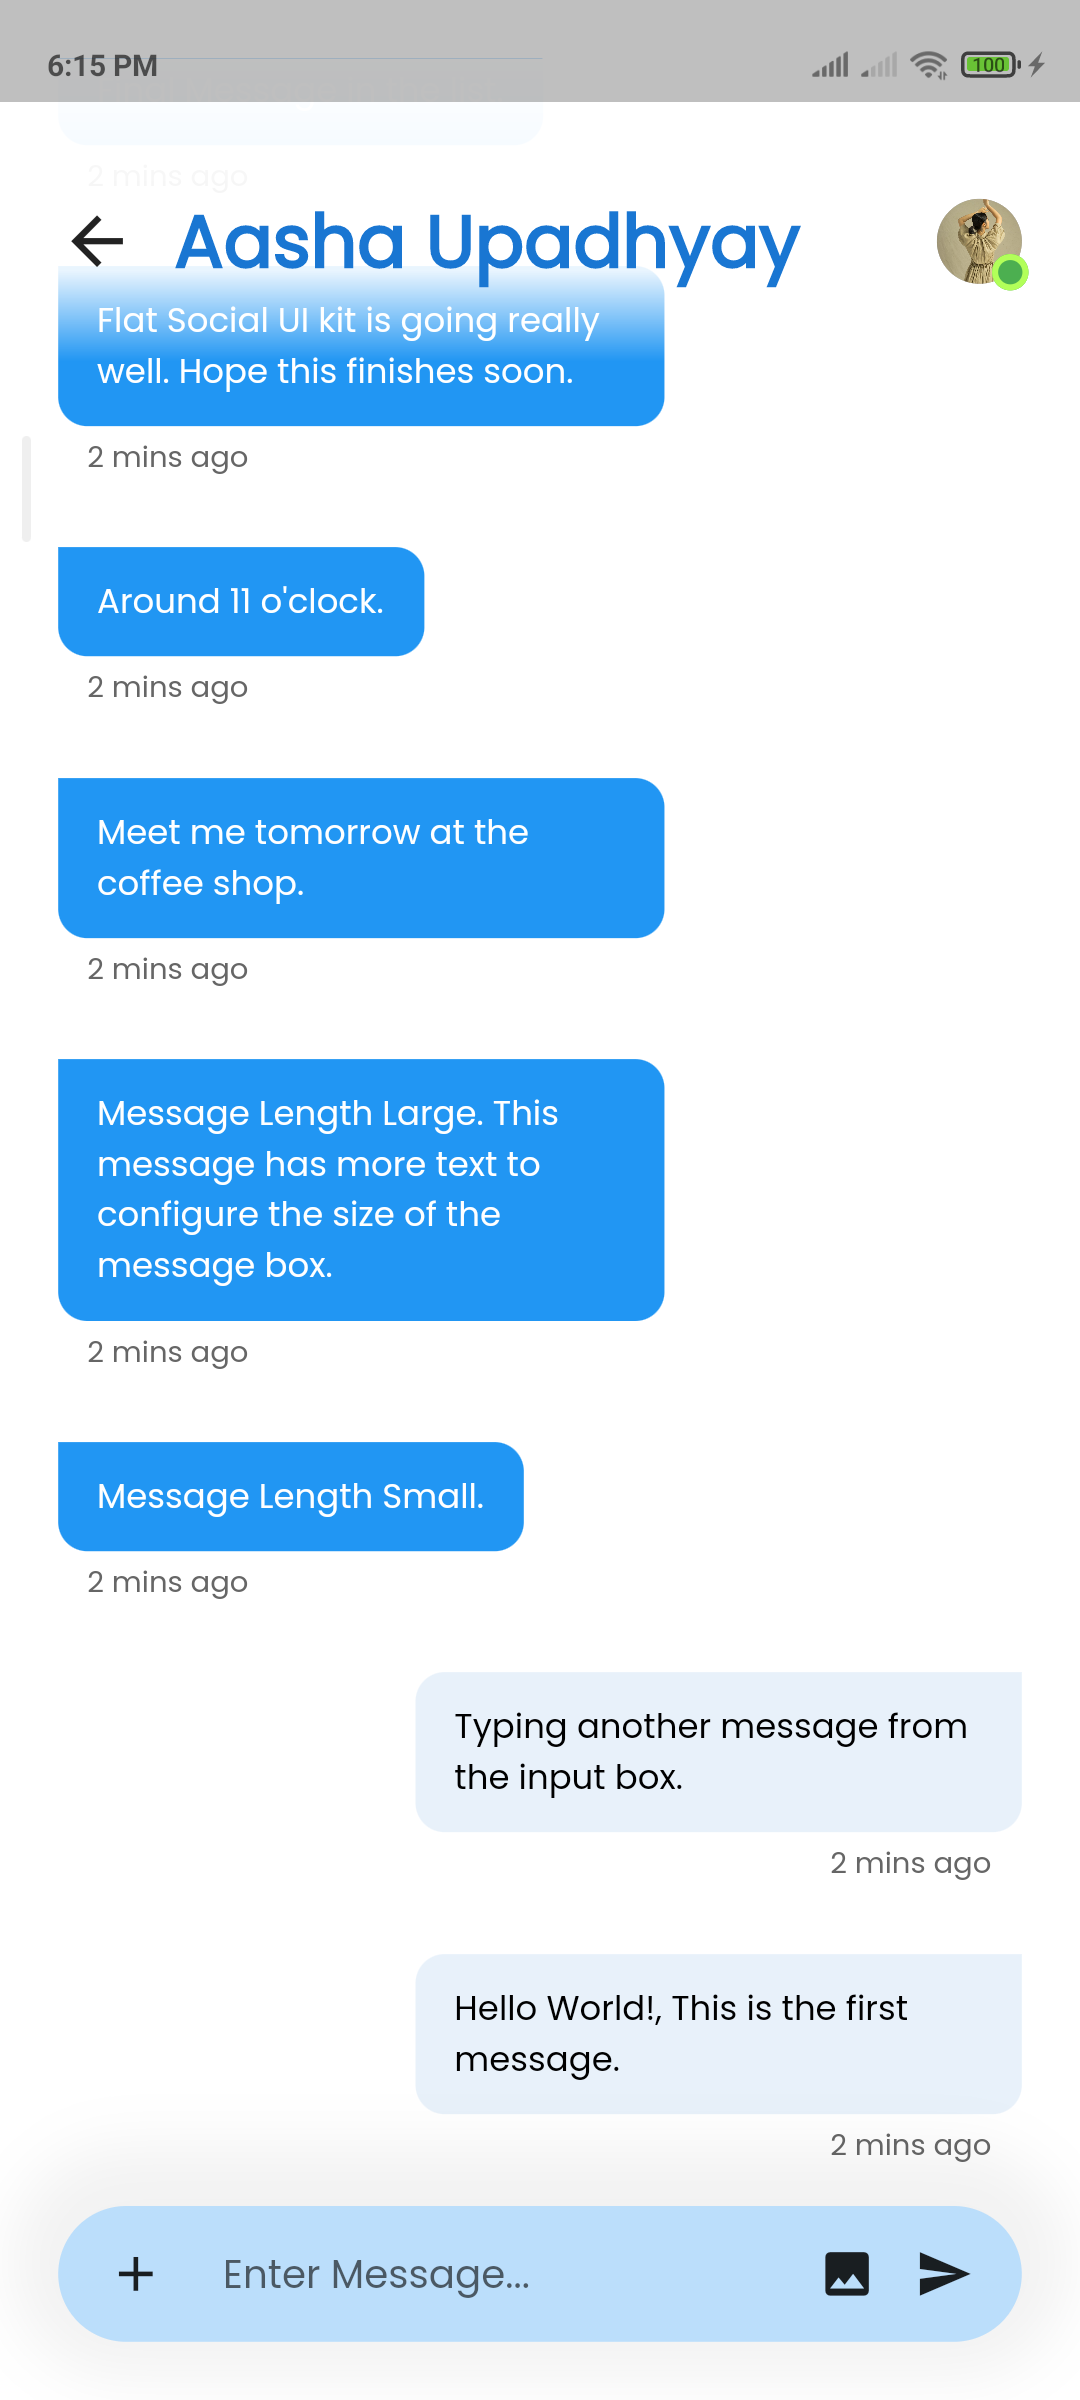 6:15 PM
100
2 mins ago
Aasha Upadhyay
Flat Social UI kit is going really
well. Hope this finishes soon.
2 mins ago
Around 11 o'clock.
2 mins ago
Meet me tomorrow at the
coffee shop.
2 mins ago
Message Length Large. This
message has more text to
configure the size of the
message box.
2 mins ago
Message Length Small.
2 mins ago
Typing another message from
the input box.
2 mins ago
Hello World!, This is the first
message.
2 mins ago
Enter Message...